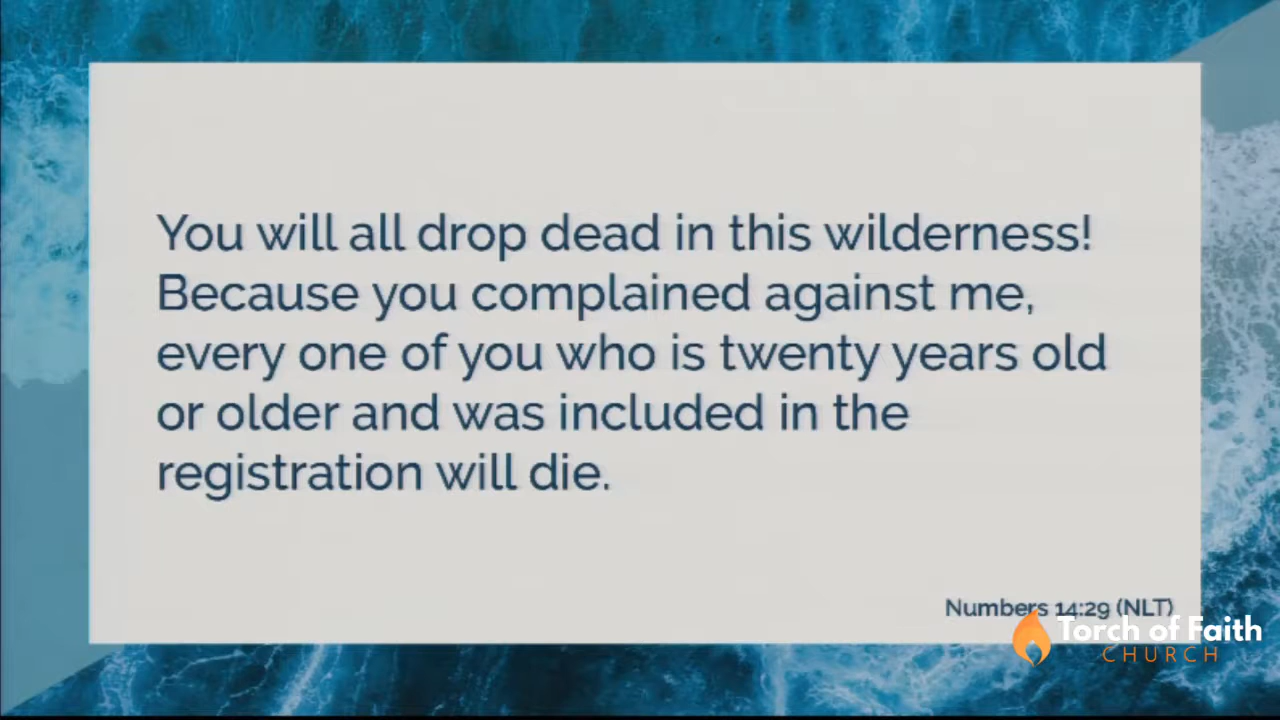 You will all drop dead in this wilderness!
Because you complained against me,
every one of you who is twenty years old
or older and was included in the
registration will die.
Numbers 14:29 (NLT)
Torch of Faith
CHURCH